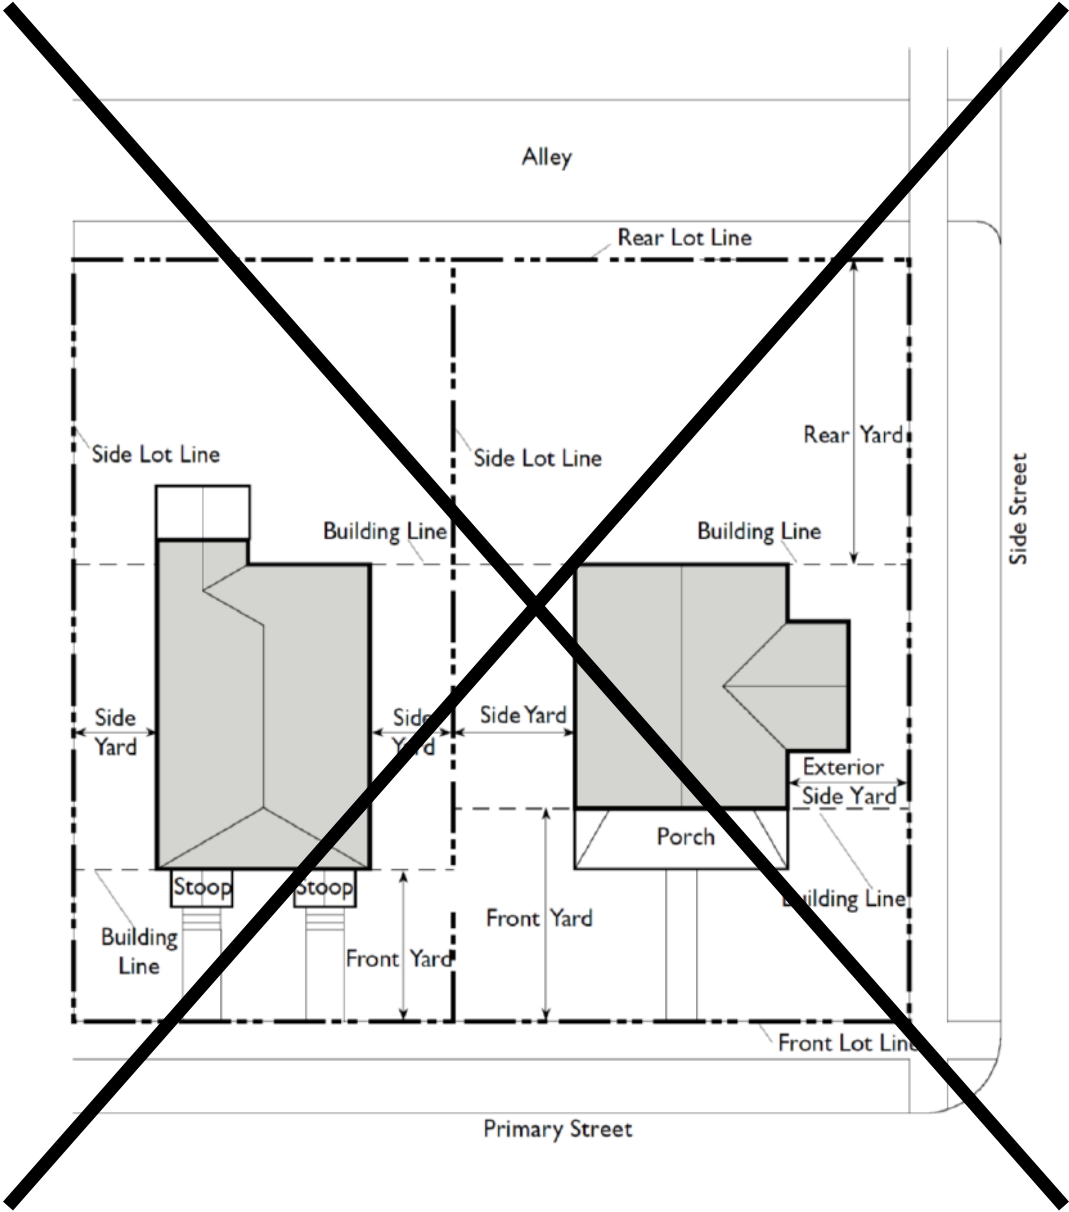 Alley
Rear Lot Line
Rear Yard
Side Lot Line
Side Lot Line
Side Street
Building Line
Building Line
Side
Yard
Side
Yard
Side Yard
Exterior
Side Yard
Porch
Stoop
Stoop
Building Line
Front Yard
Building
Line
Front Yard
Front Lot Line
Primary Street